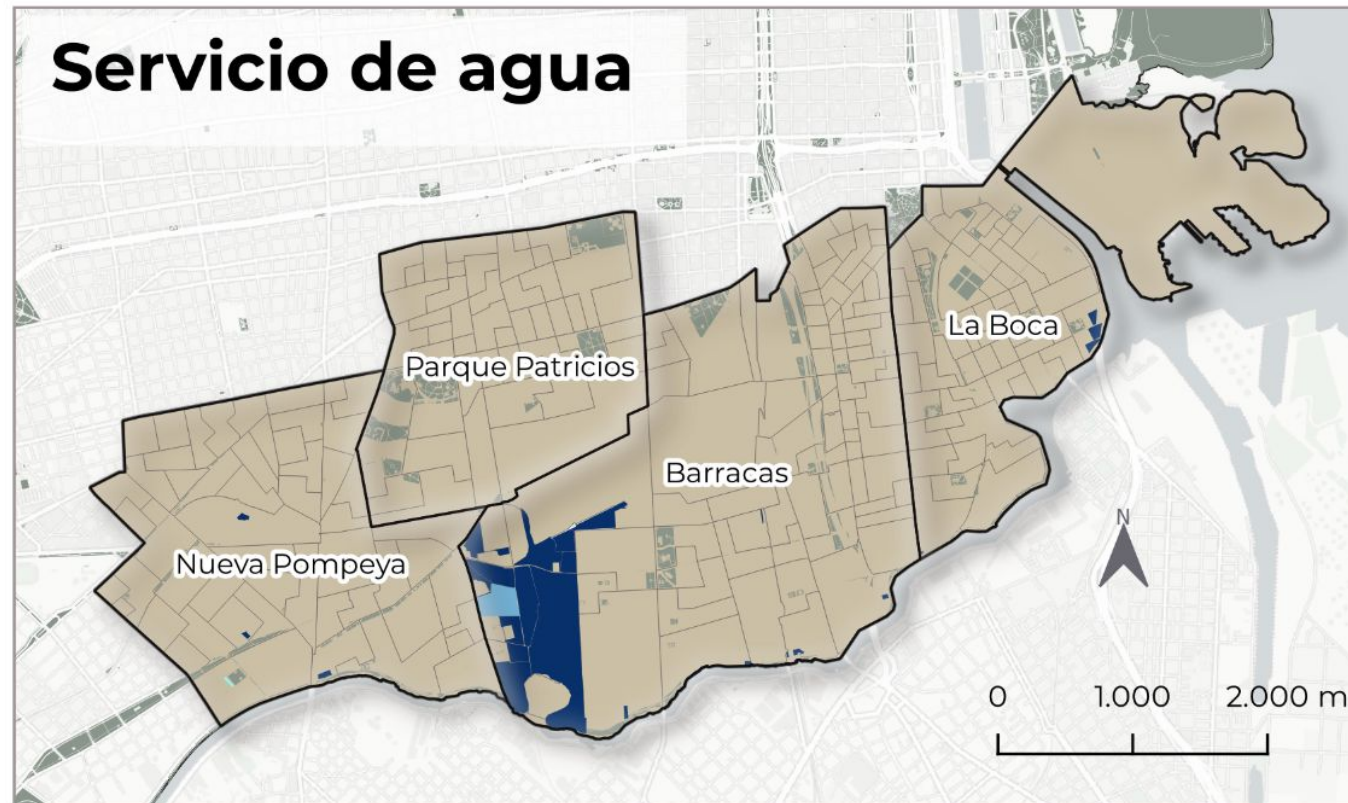 Servicio de agua
La Boca
Parque Patricios
Barracas
Nueva Pompeya
N
0 1.000 2.000 m